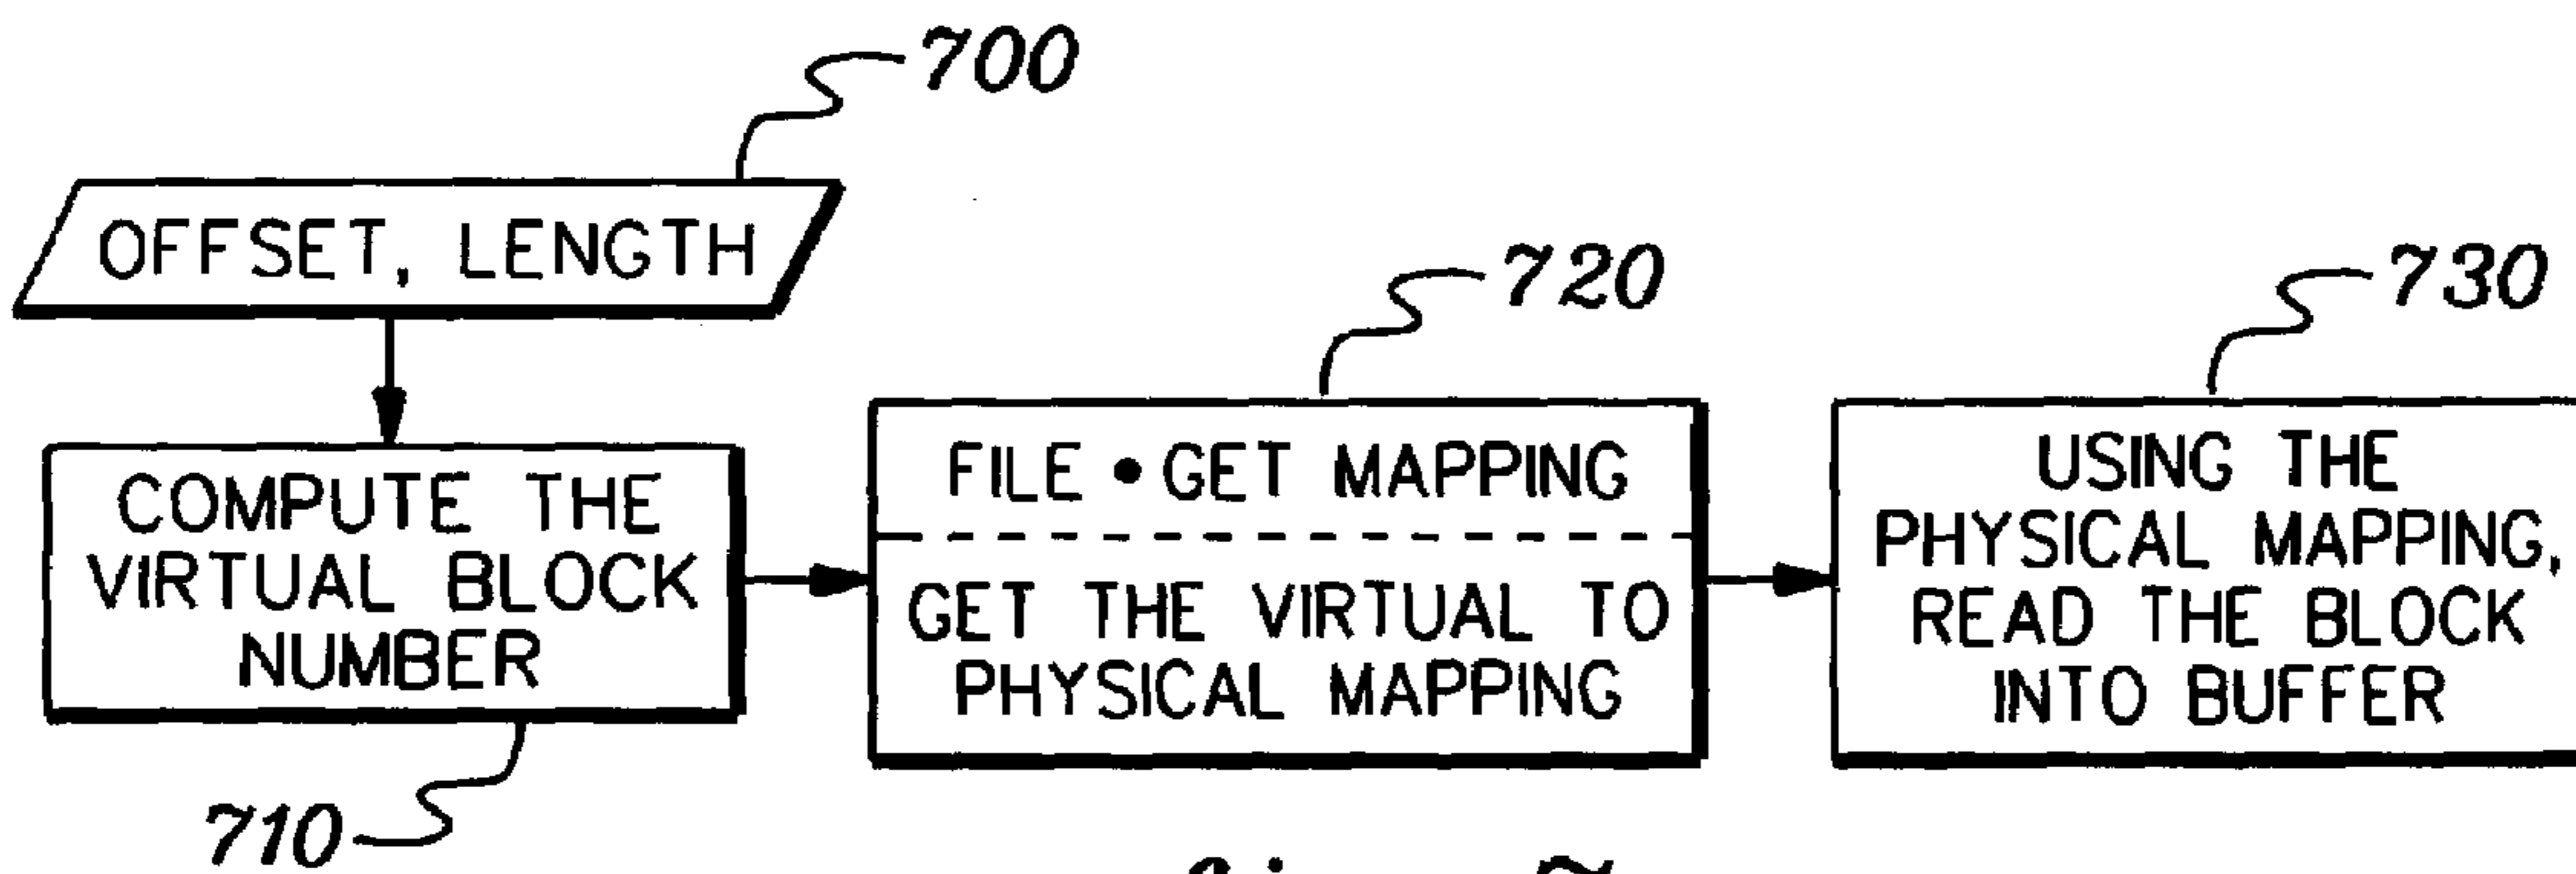 700
OFFSET, LENGTH
720
730
COMPUTE THE
VIRTUAL BLOCK
NUMBER
710
FILE • GET MAPPING
GET THE VIRTUAL TO
PHYSICAL MAPPING
USING THE
PHYSICAL MAPPING,
READ THE BLOCK
INTO BUFFER